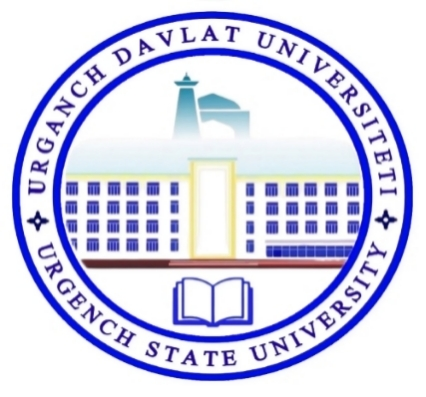 URGANCH DAVLAT UNIVERSITETI
URGENCH STATE UNIVERSITY